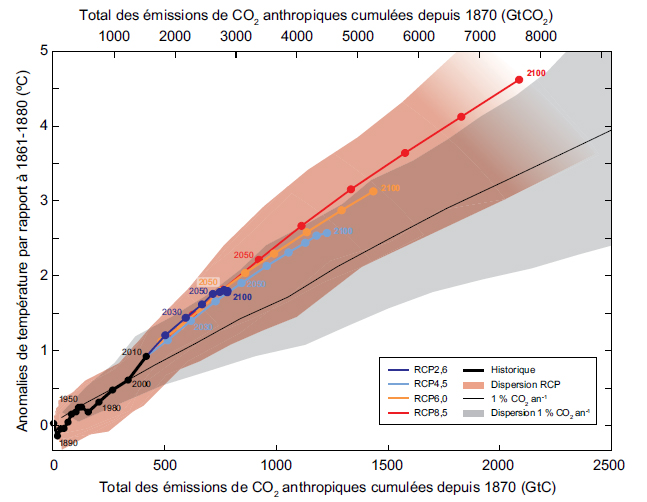 Total des émissions de CO2 anthropiques cumulées depuis 1870 (GtCO2)
1000 2000 3000 4000 5000 6000 7000 8000
Anomalies de température par rapport à 1861-1880 (ºC)
5
4
3
2
1
0
2100
2100
2050
2100
2050
2050
2050
2100
2030
2030
2010
2000
1950
1980
1890
RCP2,6
RCP4,5
RCP6,0
RCP8,5
Historique
Dispersion RCP
1 % CO2 an-1
Dispersion 1 % CO2 an-1
0 500 1000 1500 2000 2500
Total des émissions de CO2 anthropiques cumulées depuis 1870 (GtC)